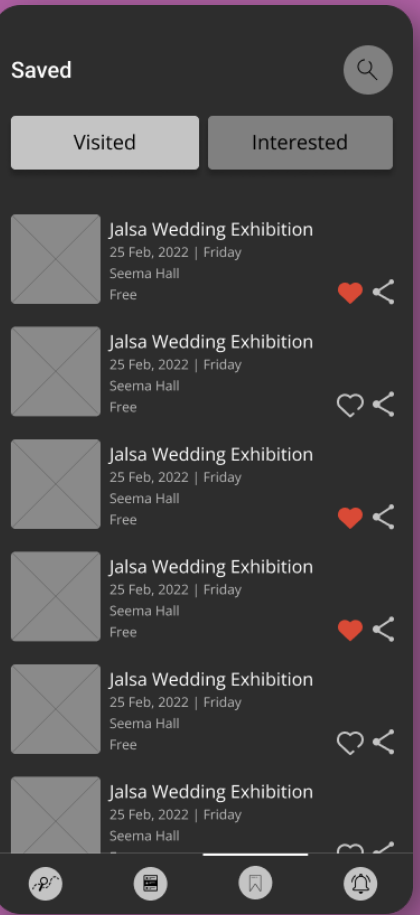 Saved
Visited
Interested
Jalsa Wedding Exhibition
25 Feb, 2022 | Friday
Seema Hall
Free
Jalsa Wedding Exhibition
25 Feb, 2022 | Friday
Seema Hall
Free
Jalsa Wedding Exhibition
25 Feb, 2022 | Friday
Seema Hall
Free
Jalsa Wedding Exhibition
25 Feb, 2022 | Friday
Seema Hall
Free
Jalsa Wedding Exhibition
25 Feb, 2022 | Friday
Seema Hall
Free
Jalsa Wedding Exhibition
25 Feb, 2022 | Friday
Seema Hall